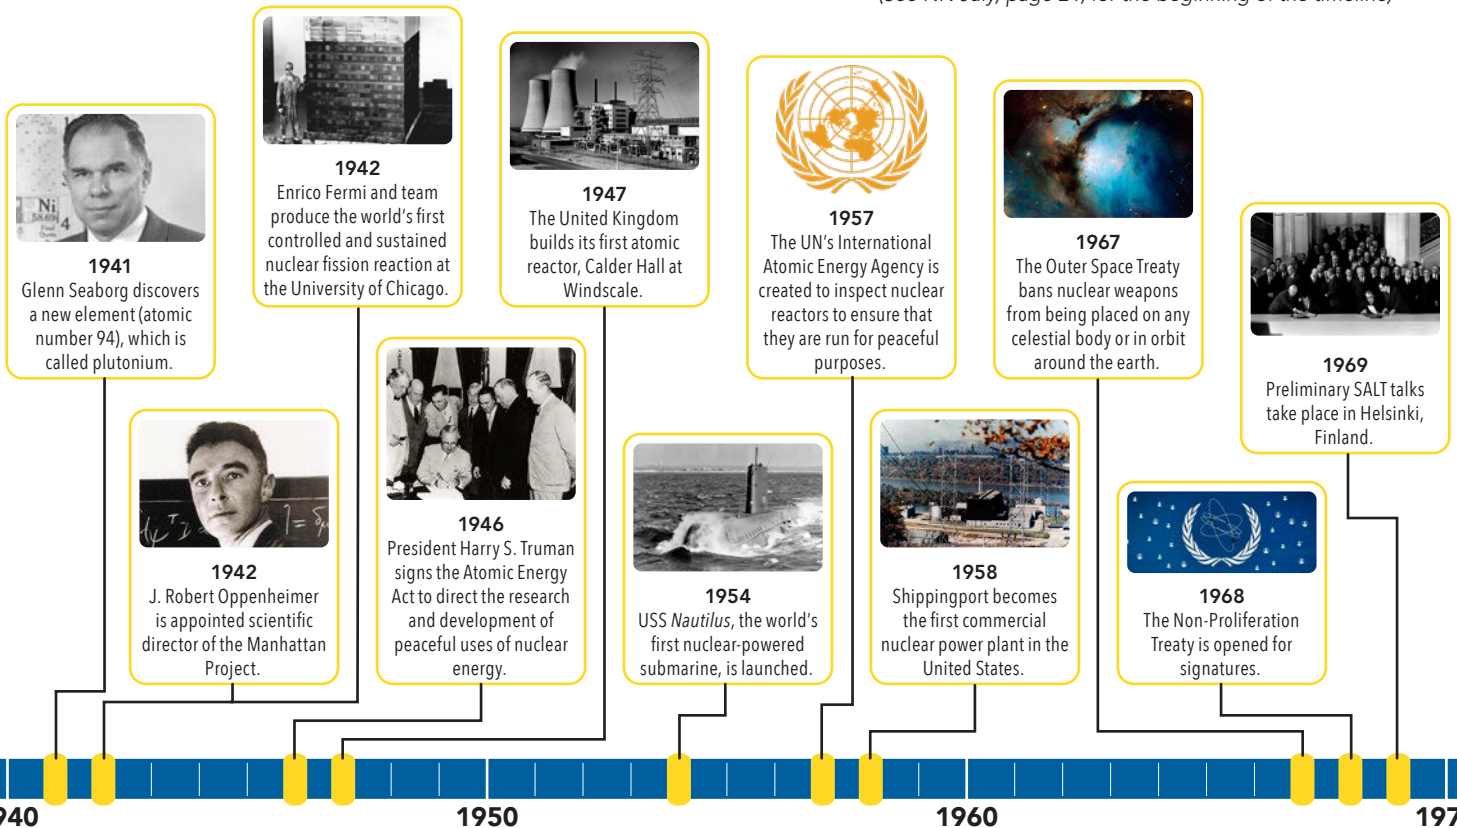 1941
Glenn Seaborg discovers
a new element (atomic
number 94), which is
called plutonium.
1942
J. Robert Oppenheimer
is appointed scientific
director of the Manhattan
Project.
1942
Enrico Fermi and team
produce the world's first
controlled and sustained
nuclear fission reaction at
the University of Chicago.
1946
President Harry S. Truman
signs the Atomic Energy
Act to direct the research
and development of
peaceful uses of nuclear
energy.
1947
The United Kingdom
builds its first atomic
reactor, Calder Hall at
Windscale.
1954
USS Nautilus, the world's
first nuclear-powered
submarine, is launched.
1957
The UN's International
Atomic Energy Agency is
created to inspect nuclear
reactors to ensure that
they are run for peaceful
purposes.
1958
Shippingport becomes
the first commercial
nuclear power plant in the
United States.
1967
The Outer Space Treaty
bans nuclear weapons
from being placed on any
celestial body or in orbit
around the earth.
1968
The Non-Proliferation
Treaty is opened for
signatures.
1969
Preliminary SALT talks
take place in Helsinki,
Finland.
Ni
58.69
4
940
1950
1960
197